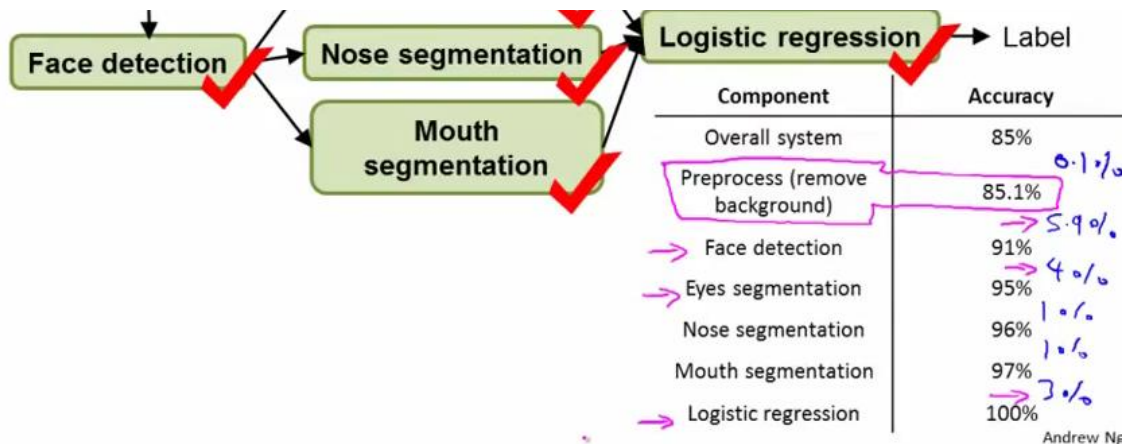 Face detection
Nose segmentation
Logistic regression
Label
Mouth
segmentation
Component Accuracy
Overall system 85%
0.1%
Preprocess (remove
background) 85.1%
5.9%
Face detection 91%
4%
Eyes segmentation 95%
1%
Nose segmentation 96%
1%
Mouth segmentation 97%
3%
Logistic regression 100%
Andrew Ng